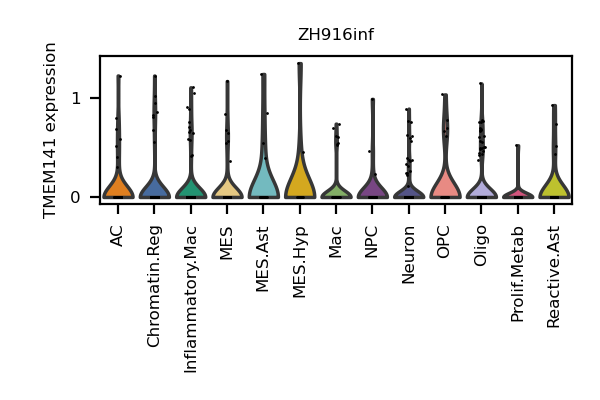 ZH916inf
TMEM141 expression
1
0
AC
Chromatin.Reg
Inflammatory.Mac
MES
MES.Ast
MES.Hyp
Mac
NPC
Neuron
OPC
Oligo
Prolif.Metab
Reactive.Ast